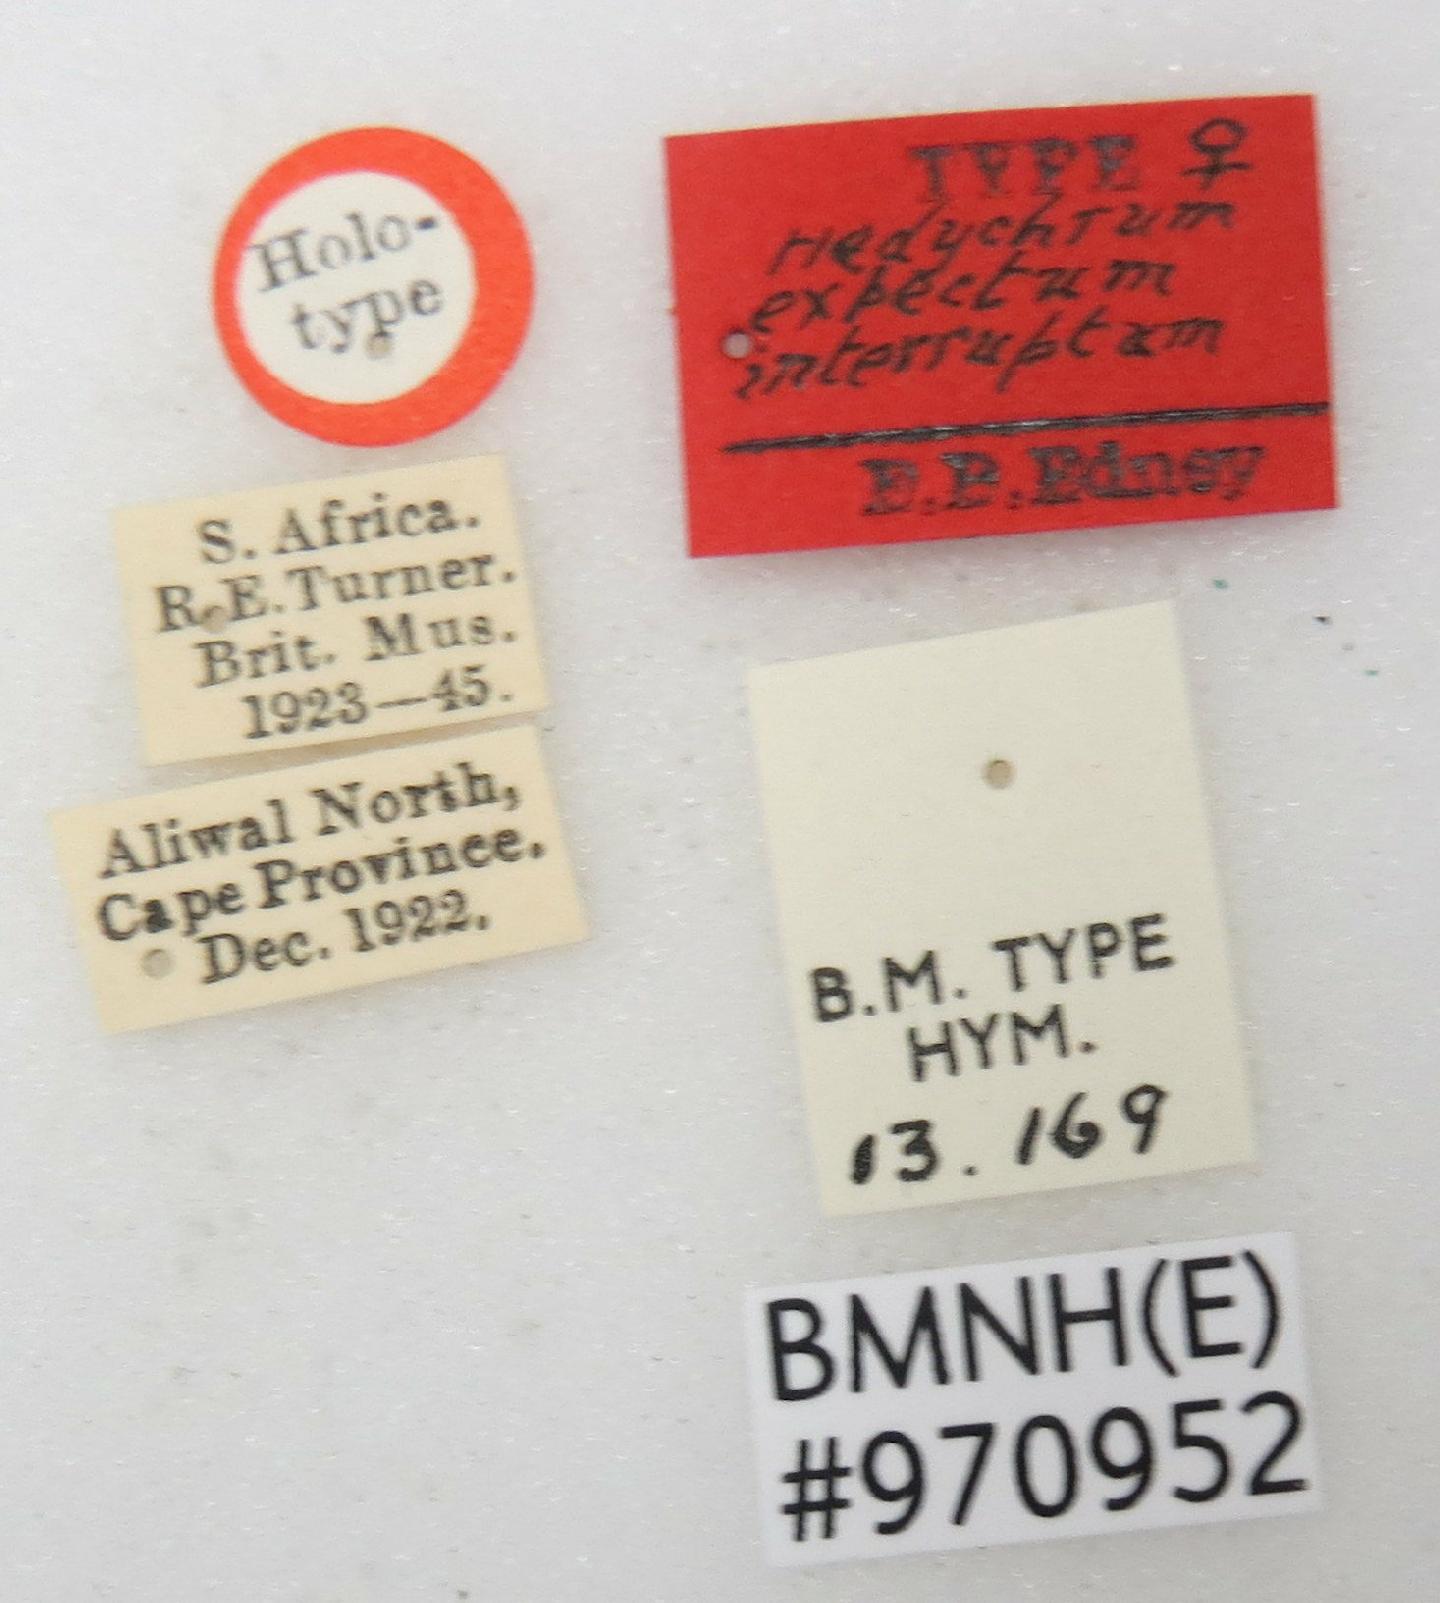 Holo-
type
S. Africa.
R.E. Turner.
Brit. Mus.
1923—45.
Aliwal North,
Cape Province.
Dec. 1922.
TYPE ♀
Hedychrum
expectum
interruptum
E.B. Edney
B.M. TYPE
HYM.
13.169
BMNH(E)
#970952